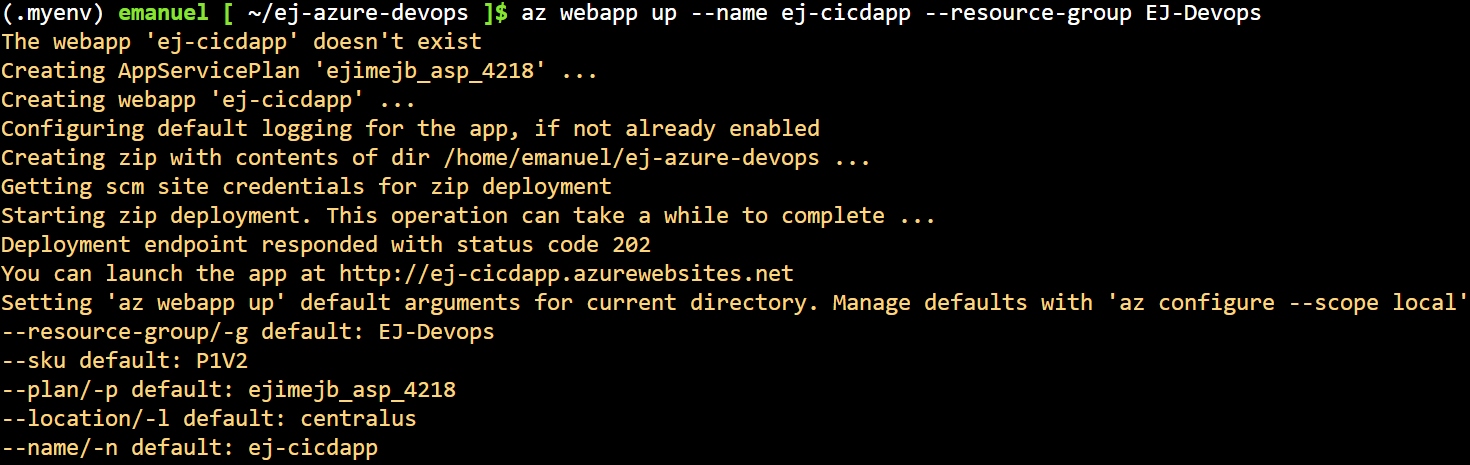 (.myenv) emanuel [ ~/ej-azure-devops ]$ az webapp up --name ej-cicdapp --resource-group EJ-Devops
The webapp 'ej-cicdapp' doesn't exist
Creating AppServicePlan 'ejimejb_asp_4218' ...
Creating webapp 'ej-cicdapp' ...
Configuring default logging for the app, if not already enabled
Creating zip with contents of dir /home/emanuel/ej-azure-devops ...
Getting scm site credentials for zip deployment
Starting zip deployment. This operation can take a while to complete ...
Deployment endpoint responded with status code 202
You can launch the app at http://ej-cicdapp.azurewebsites.net
Setting 'az webapp up' default arguments for current directory. Manage defaults with 'az configure --scope local'
--resource-group/-g default: EJ-Devops
--sku default: P1V2
--plan/-p default: ejimejb_asp_4218
--location/-l default: centralus
--name/-n default: ej-cicdapp